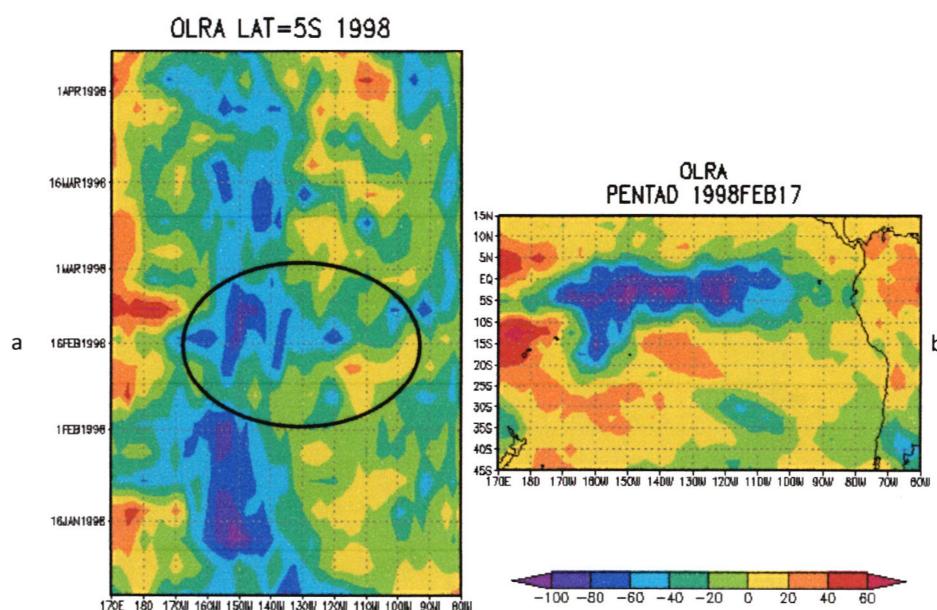 OLRA LAT=5S 1998
1APR1998
16MAR1998
1MAR1998
16FEB1998
1FEB1998
16JAN1998
170E 180 170W 160W 150W 140W 130W 120W 110W 100W 90W 80W
a
OLRA
PENTAD 1998FEB17
15N
10N
5N
EQ
5S
10S
15S
20S
25S
30S
35S
40S
45S
170E 180 170W 160W 150W 140W 130W 120W 110W 100W 90W 80W 70W 60W
b
-100 -80 -60 -40 -20 0 20 40 60